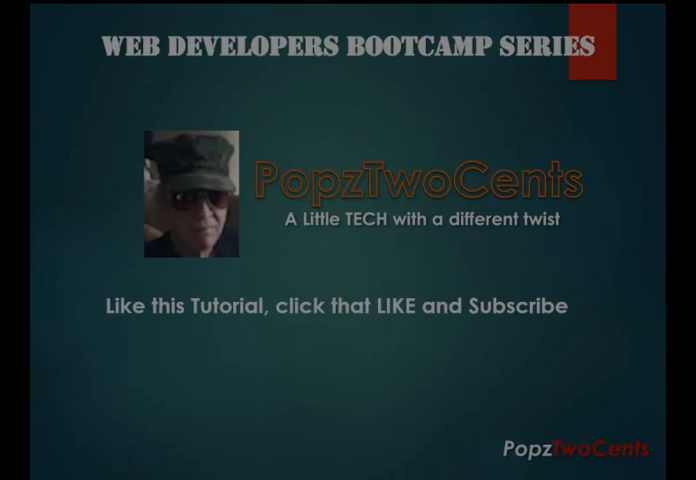 WEB DEVELOPERS BOOTCAMP SERIES
PopzTwoCents
A Little TECH with a different twist
Like this Tutorial, click that LIKE and Subscribe
PopzTwoCents